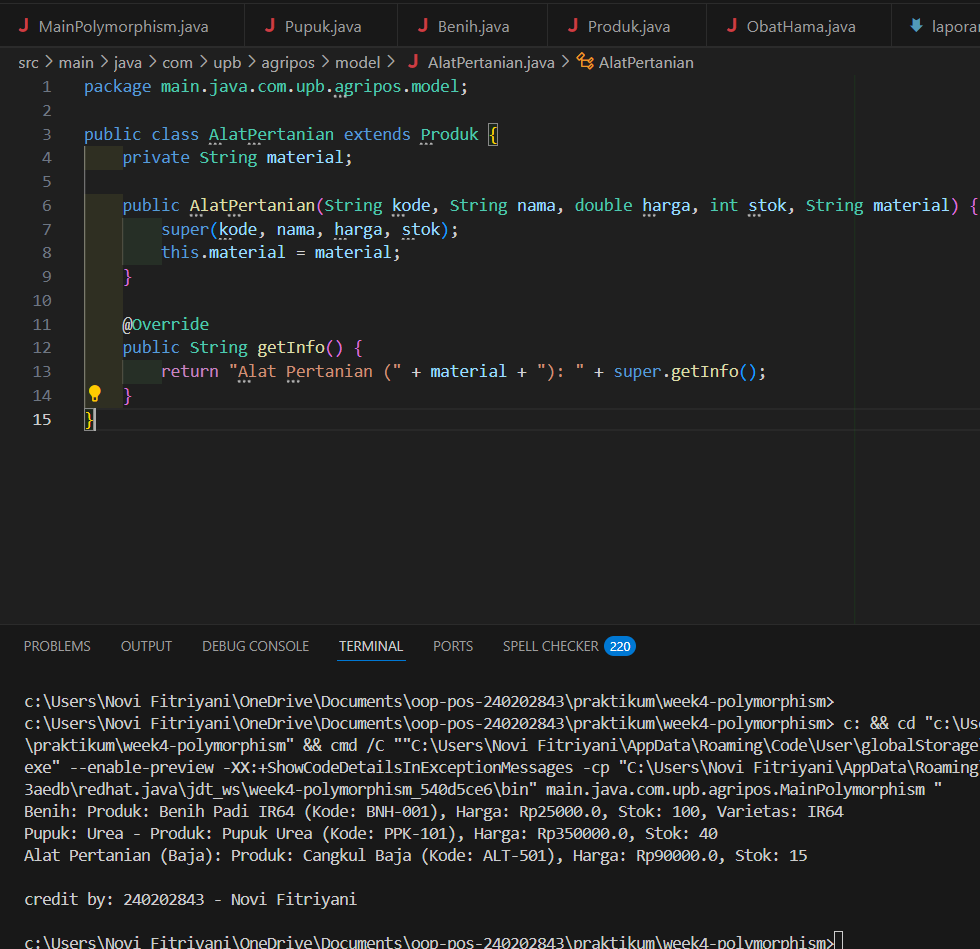 MainPolymorphism.java Pupuk.java Benih.java Produk.java ObatHama.java laporan
src > main > java > com > upb > agripos > model > AlatPertanian.java > AlatPertanian
1 package main.java.com.upb.agripos.model;
2
3 public class AlatPertanian extends Produk {
4     private String material;
5
6     public AlatPertanian(String kode, String nama, double harga, int stok, String material) {
7         super(kode, nama, harga, stok);
8         this.material = material;
9     }
10
11     @Override
12     public String getInfo() {
13         return "Alat Pertanian (" + material + "): " + super.getInfo();
14     }
15 }
PROBLEMS OUTPUT DEBUG CONSOLE TERMINAL PORTS SPELL CHECKER 220
c:\Users\Novi Fitriyani\OneDrive\Documents\oop-pos-240202843\praktikum\week4-polymorphism>
c:\Users\Novi Fitriyani\OneDrive\Documents\oop-pos-240202843\praktikum\week4-polymorphism> c: && cd "c:\Use
\praktikum\week4-polymorphism" && cmd /C ""C:\Users\Novi Fitriyani\AppData\Roaming\Code\User\globalStorage
exe" --enable-preview -XX:+ShowCodeDetailsInExceptionMessages -cp "C:\Users\Novi Fitriyani\AppData\Roaming\
3aedb\redhat.java\jdt_ws\week4-polymorphism_540d5ce6\bin" main.java.com.upb.agripos.MainPolymorphism "
Benih: Produk: Benih Padi IR64 (Kode: BNH-001), Harga: Rp25000.0, Stok: 100, Varietas: IR64
Pupuk: Urea - Produk: Pupuk Urea (Kode: PPK-101), Harga: Rp350000.0, Stok: 40
Alat Pertanian (Baja): Produk: Cangkul Baja (Kode: ALT-501), Harga: Rp90000.0, Stok: 15
credit by: 240202843 - Novi Fitriyani
c:\Users\Novi Fitriyani\OneDrive\Documents\oop-pos-240202843\praktikum\week4-polymorphism>